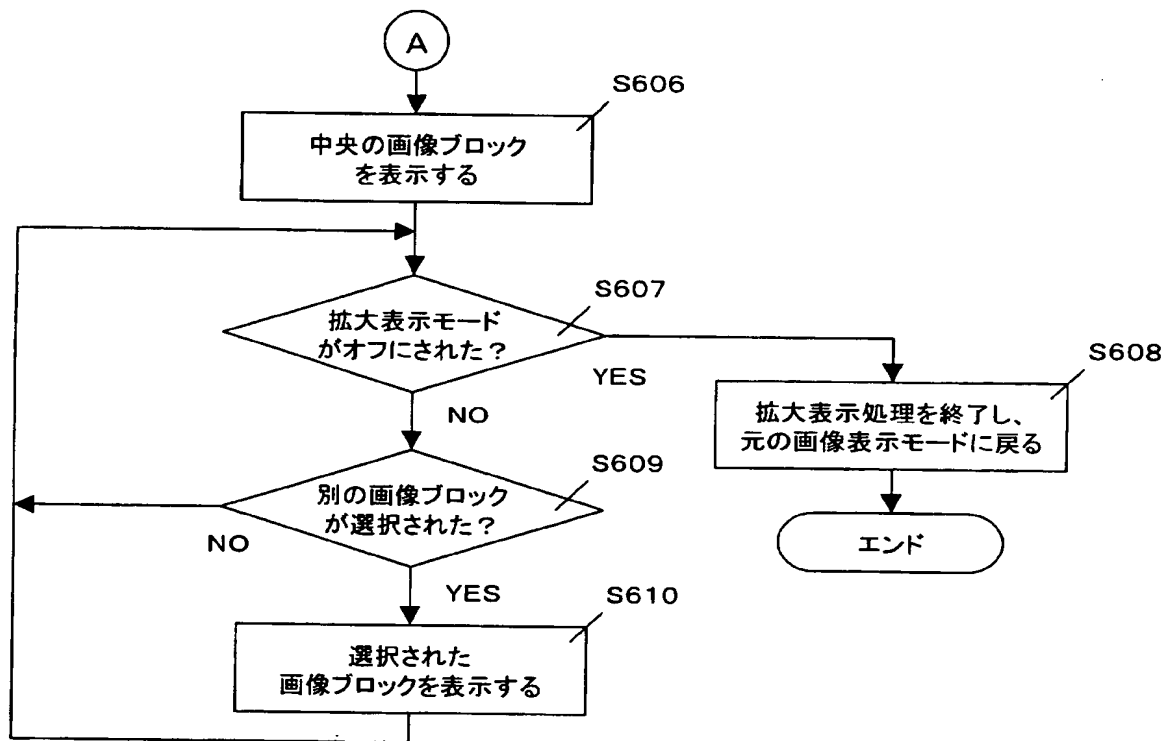 A
S606
中央の画像ブロック
を表示する
S607
拡大表示モード
がオフにされた?
YES
NO
S608
拡大表示処理を終了し、
元の画像表示モードに戻る
エンド
S609
別の画像ブロック
が選択された?
NO
YES
S610
選択された
画像ブロックを表示する